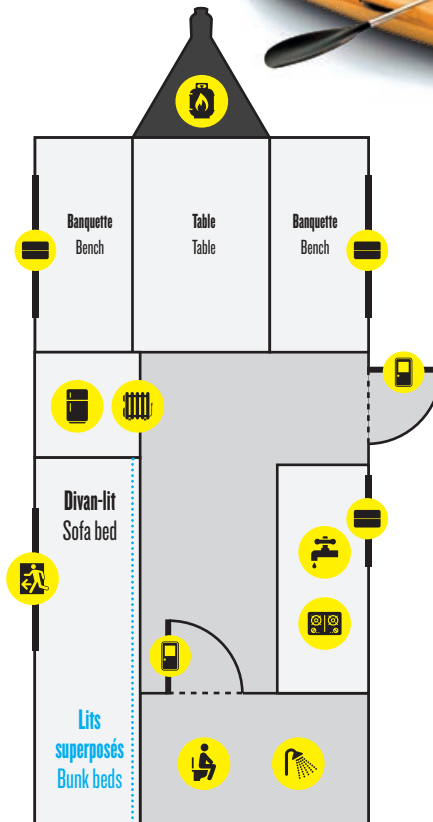 Banquette
Bench
Table
Table
Banquette
Bench
Divan-lit
Sofa bed
Lits
superposés
Bunk beds